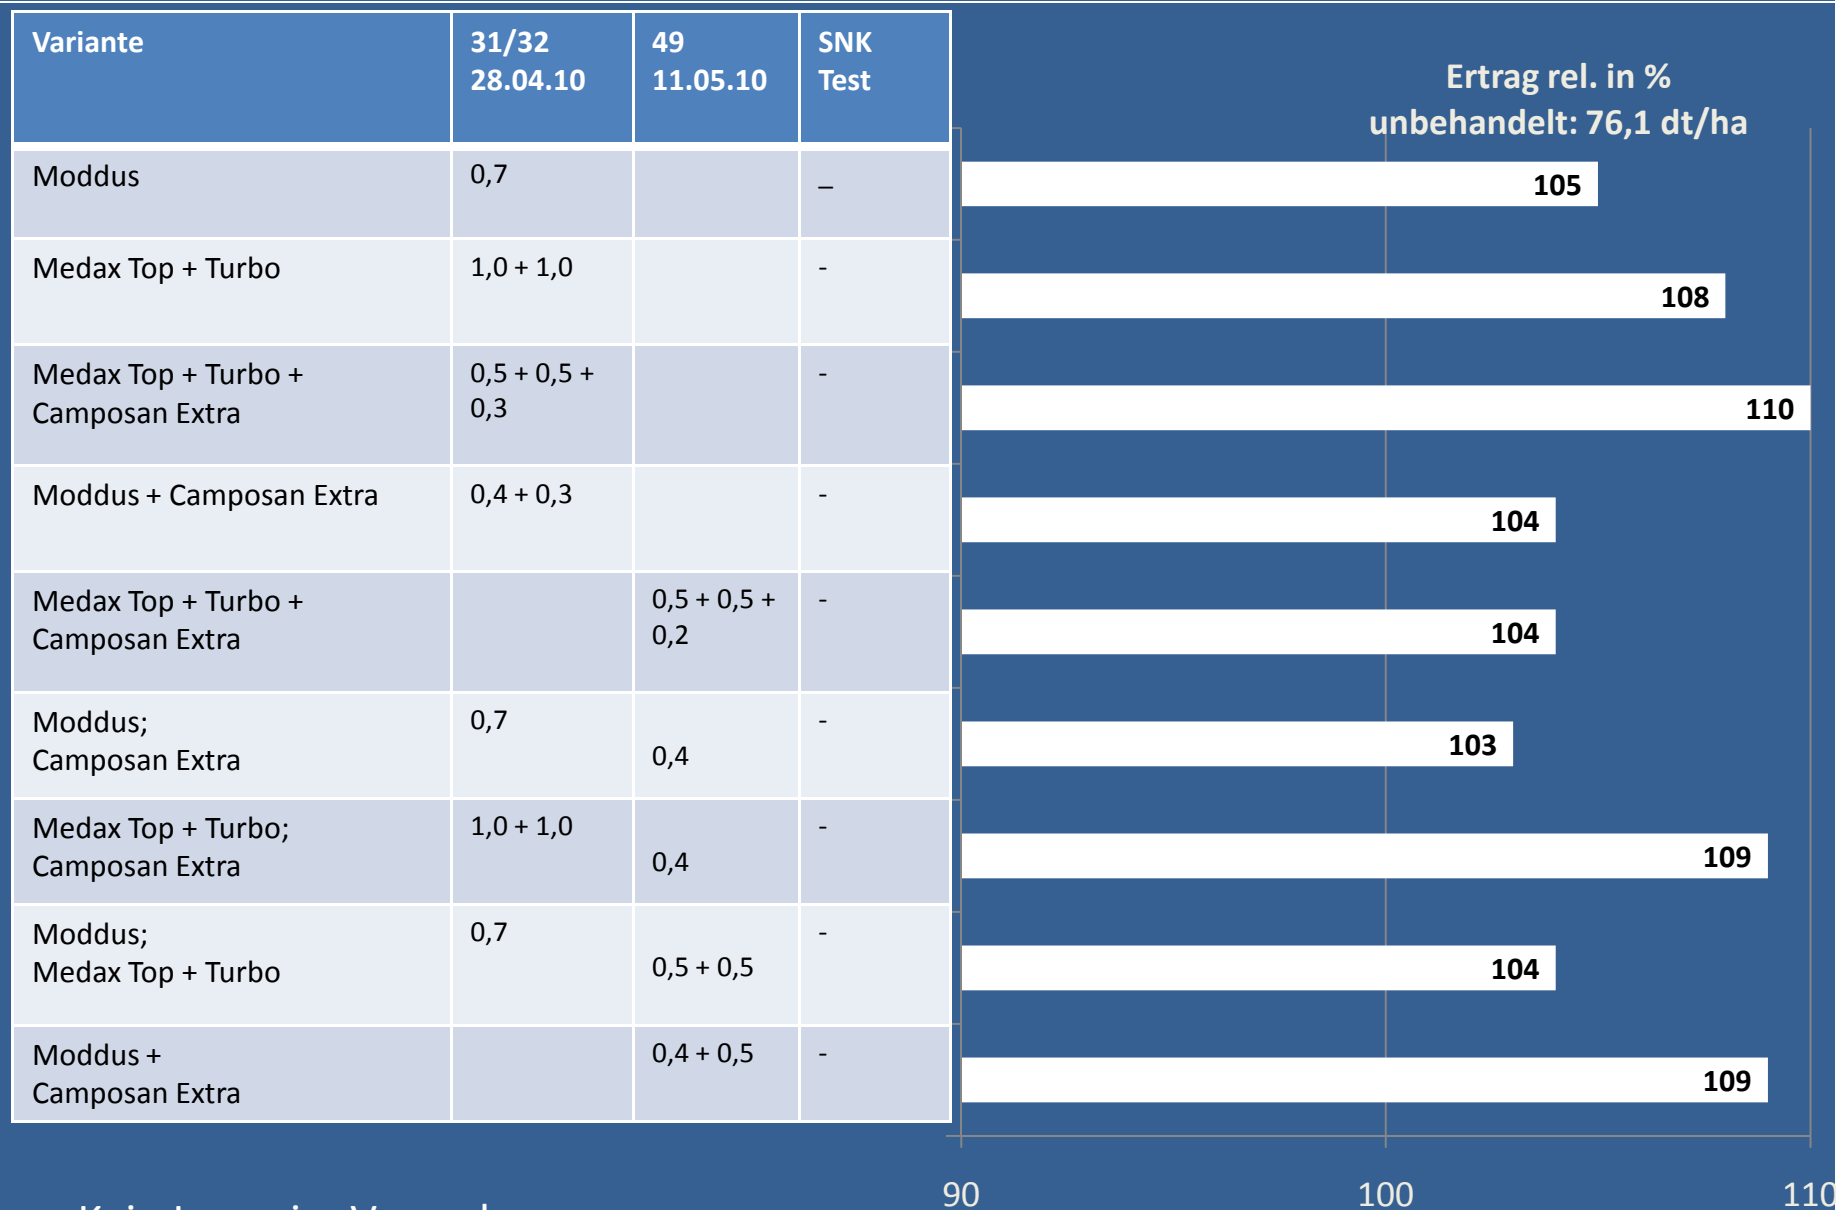 Variante 31/32 49 SNK
28.04.10 11.05.10 Test
Ertrag rel. in %
unbehandelt: 76,1 dt/ha
Moddus 0,7 – 105
Medax Top + Turbo 1,0 + 1,0 - 108
Medax Top + Turbo + 0,5 + 0,5 + -
Camposan Extra 0,3 110
Moddus + Camposan Extra 0,4 + 0,3 - 104
Medax Top + Turbo + 0,5 + 0,5 + -
Camposan Extra 0,2 104
Moddus; 0,7 -
Camposan Extra 0,4 103
Medax Top + Turbo; 1,0 + 1,0 -
Camposan Extra 0,4 109
Moddus; 0,7 -
Medax Top + Turbo 0,5 + 0,5 104
Moddus + 0,4 + 0,5 -
Camposan Extra 109
90 100 110